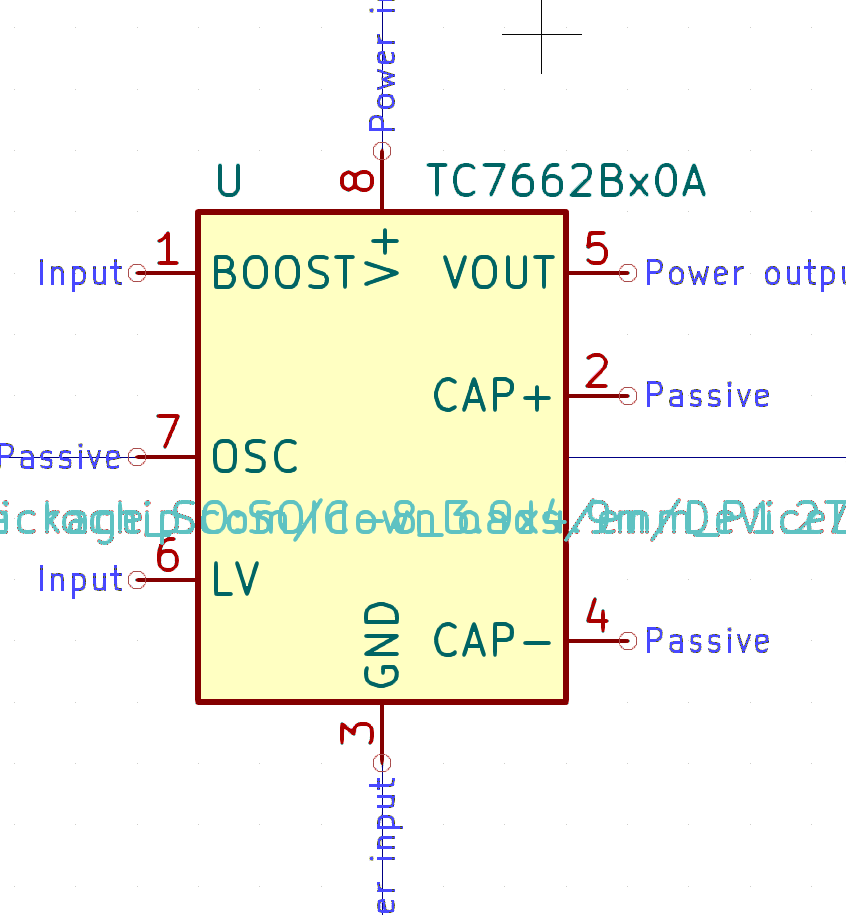 Power i
U
8
TC7662Bx0A
Input
1
BOOST
V+
VOUT
5
Power outpu
CAP+
2
Passive
Passive
7
OSC
Input
6
LV
GND
CAP-
4
Passive
3
er input